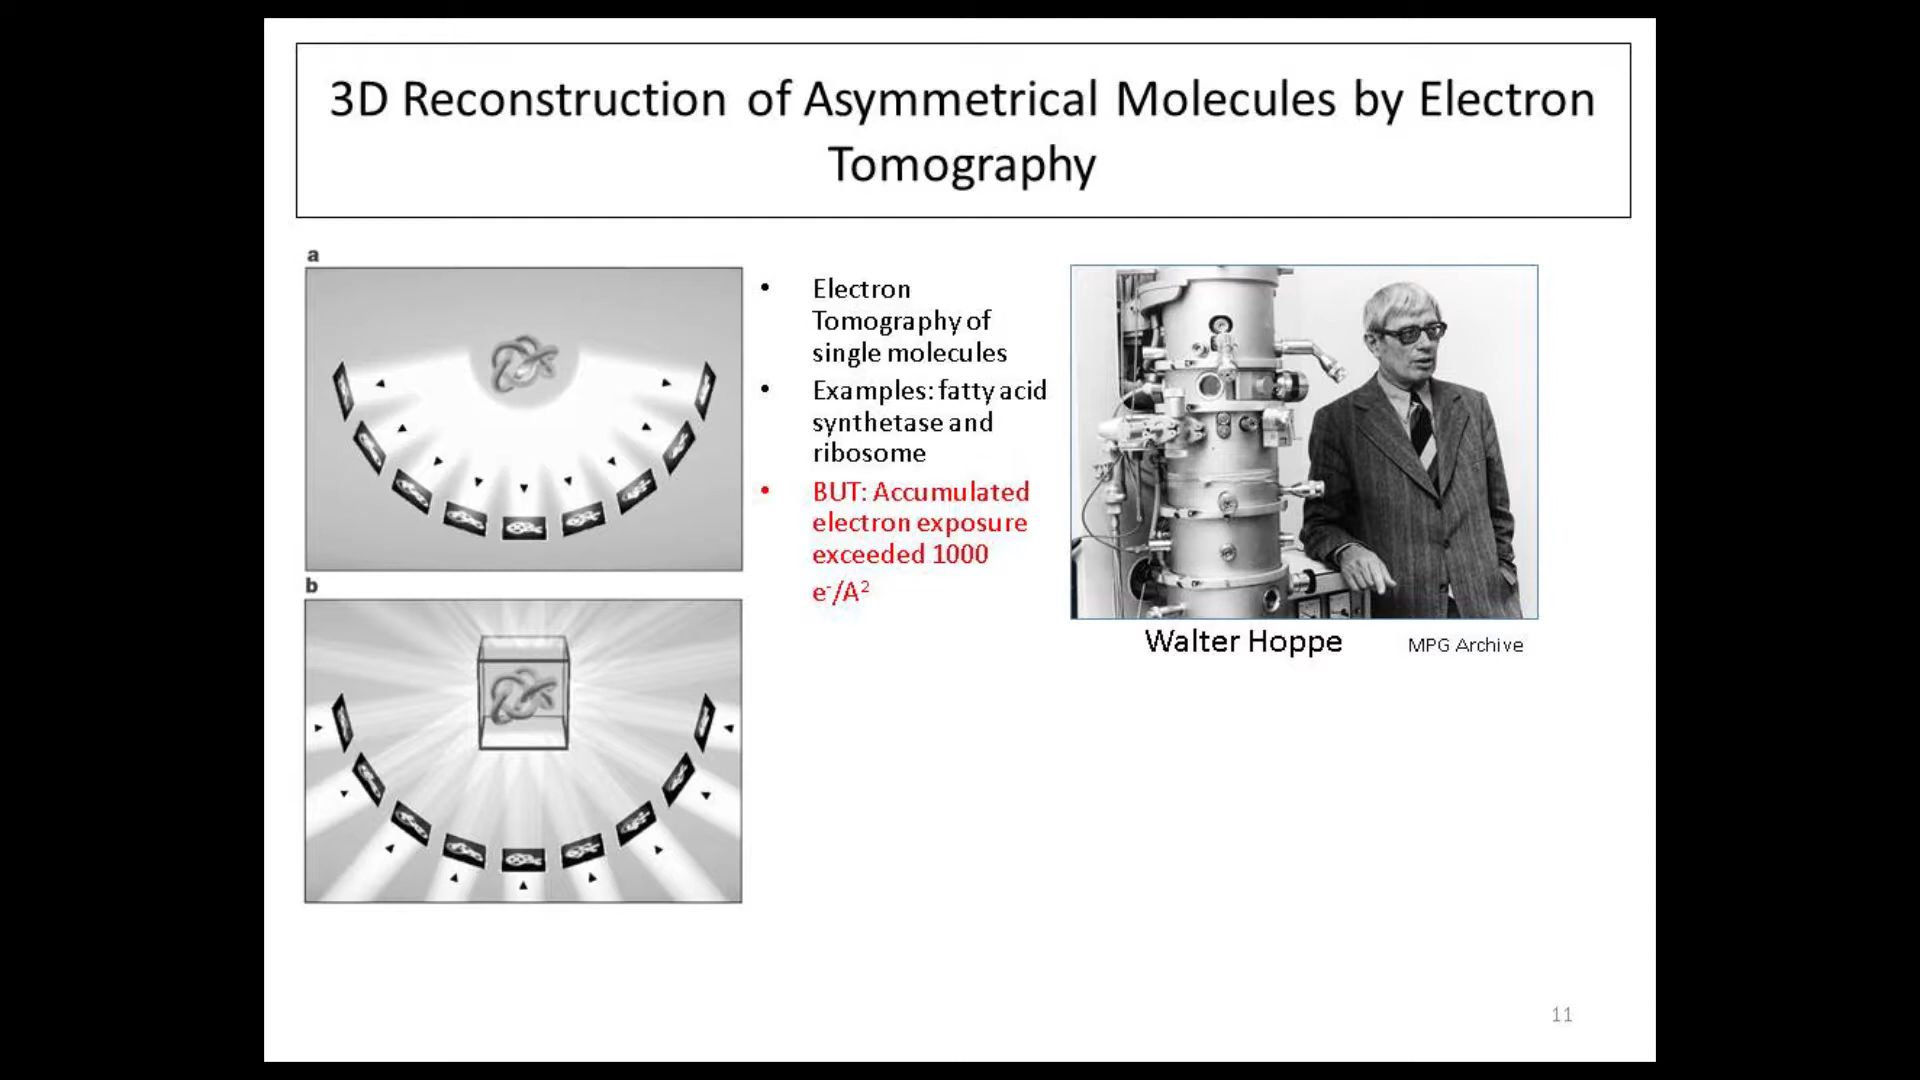 3D Reconstruction of Asymmetrical Molecules by Electron
Tomography
a
b
• Electron
Tomography of
single molecules
• Examples: fatty acid
synthetase and
ribosome
• BUT: Accumulated
electron exposure
exceeded 1000
e⁻/A²
Walter Hoppe
MPG Archive
11